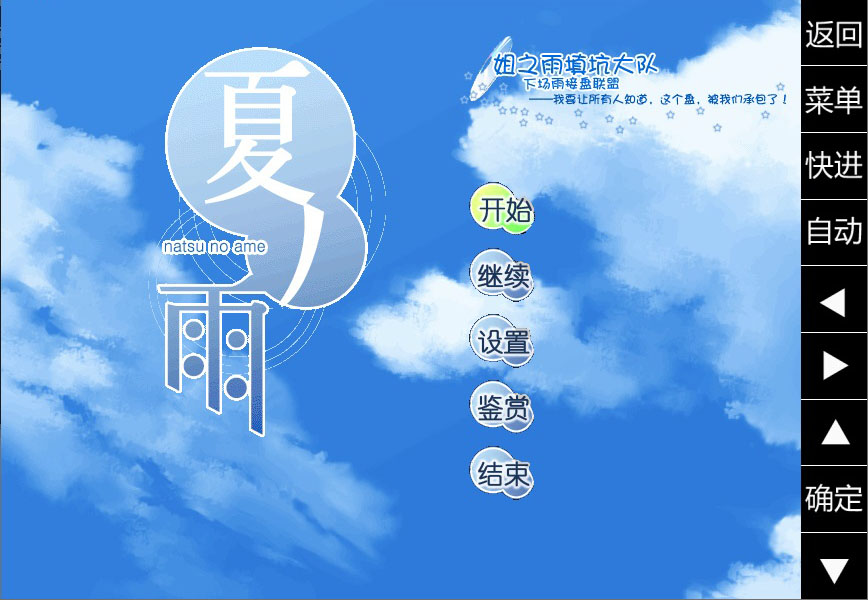 夏ノ雨
natsu no ame
姐之雨填坑大队
下场雨接盘联盟
——我要让所有人知道，这个盘，被我们承包了！
开始
继续
设置
鉴赏
结束
返回
菜单
快进
自动
◀
▶
▲
确定
▼